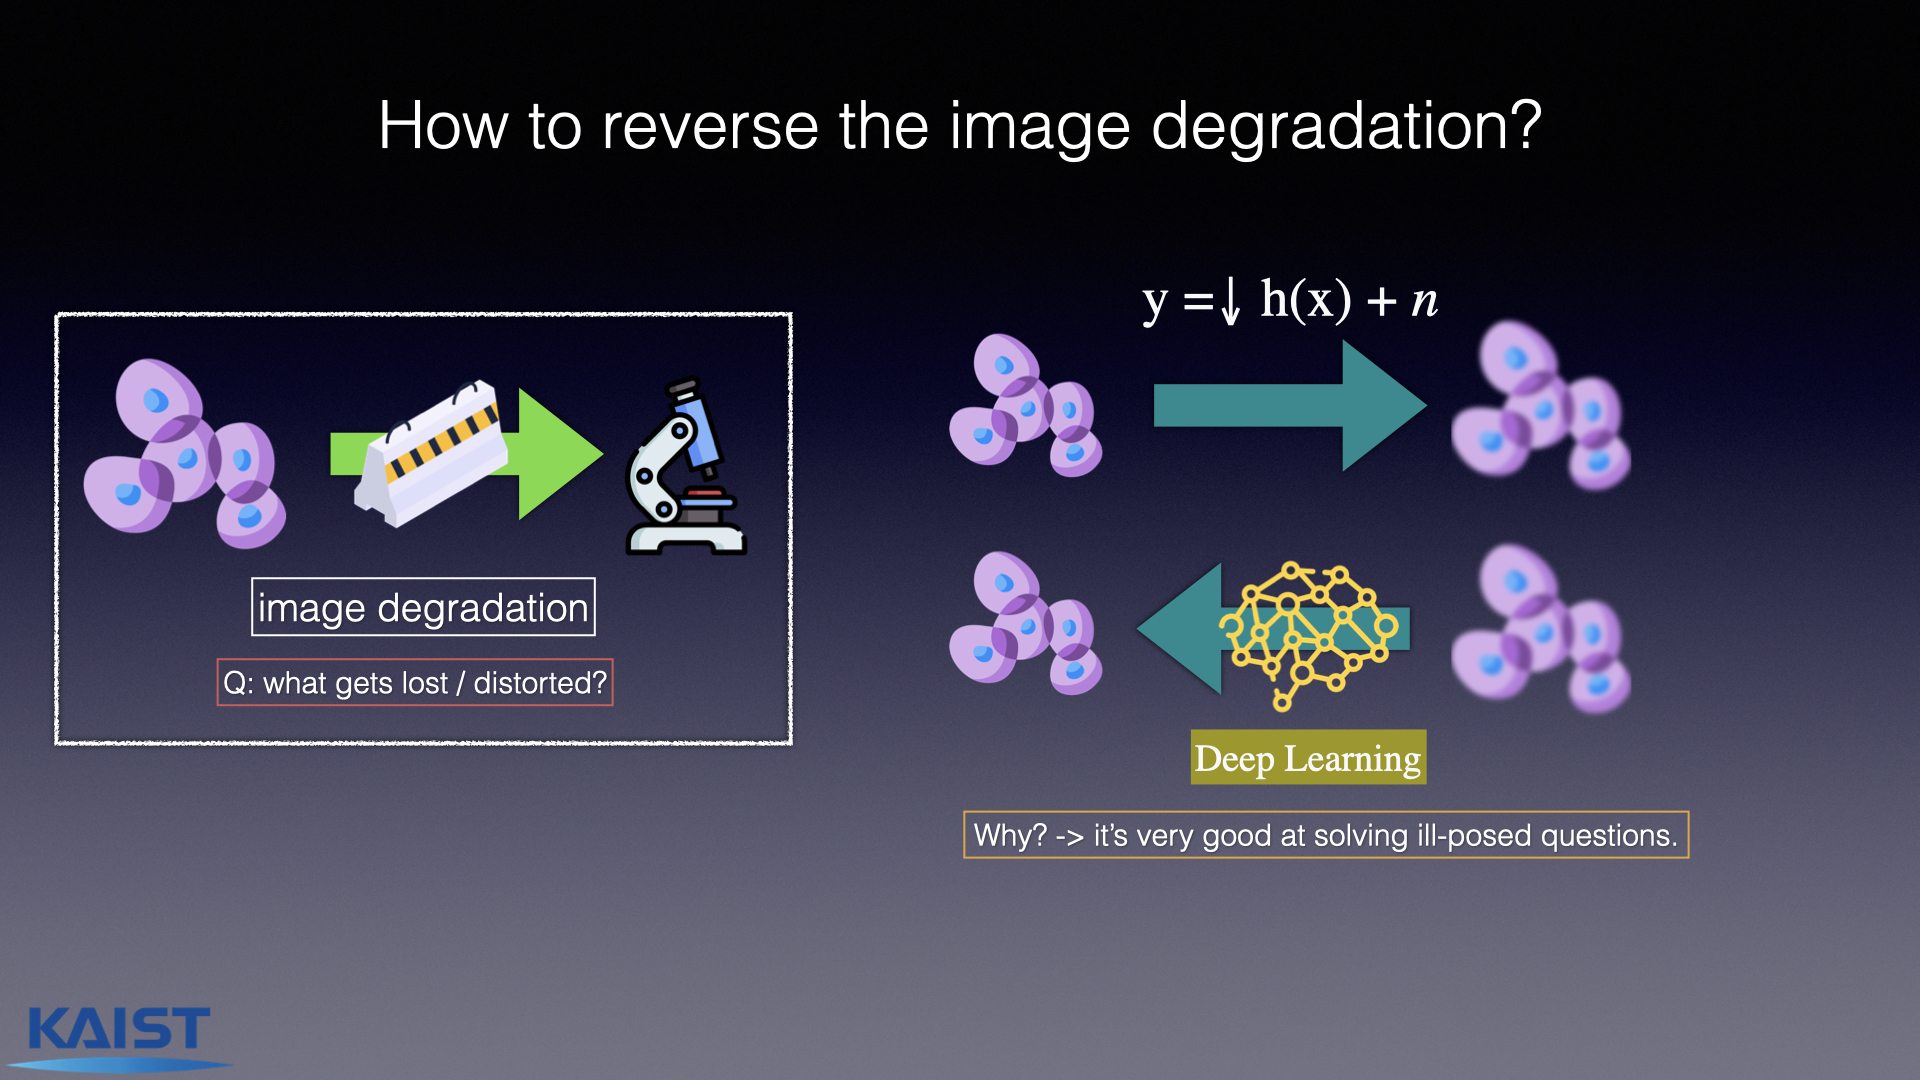 How to reverse the image degradation?
image degradation
Q: what gets lost / distorted?
y =↓ h(x) + n
Deep Learning
Why? -> it's very good at solving ill-posed questions.
KAIST